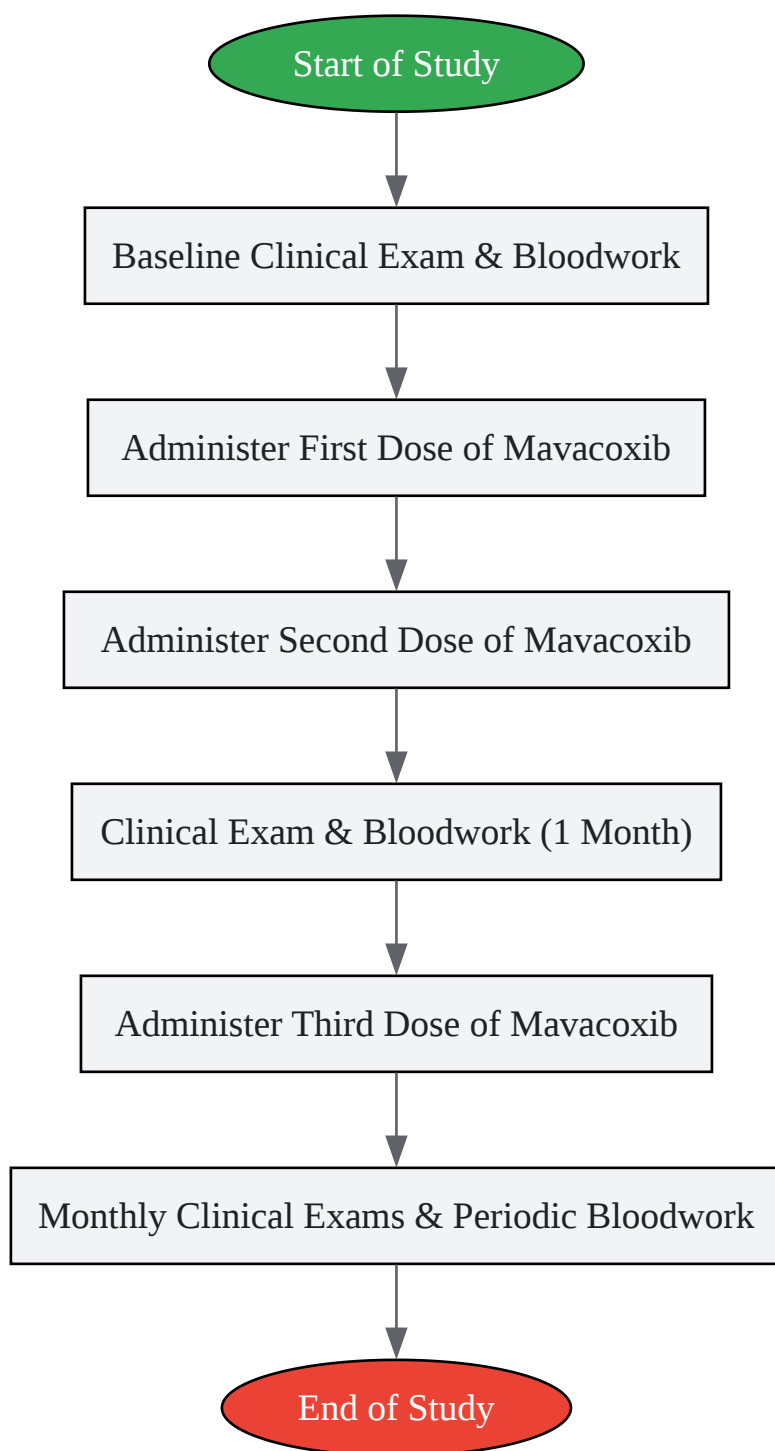 Start of Study
Baseline Clinical Exam & Bloodwork
Administer First Dose of Mavacoxib
Administer Second Dose of Mavacoxib
Clinical Exam & Bloodwork (1 Month)
Administer Third Dose of Mavacoxib
Monthly Clinical Exams & Periodic Bloodwork
End of Study